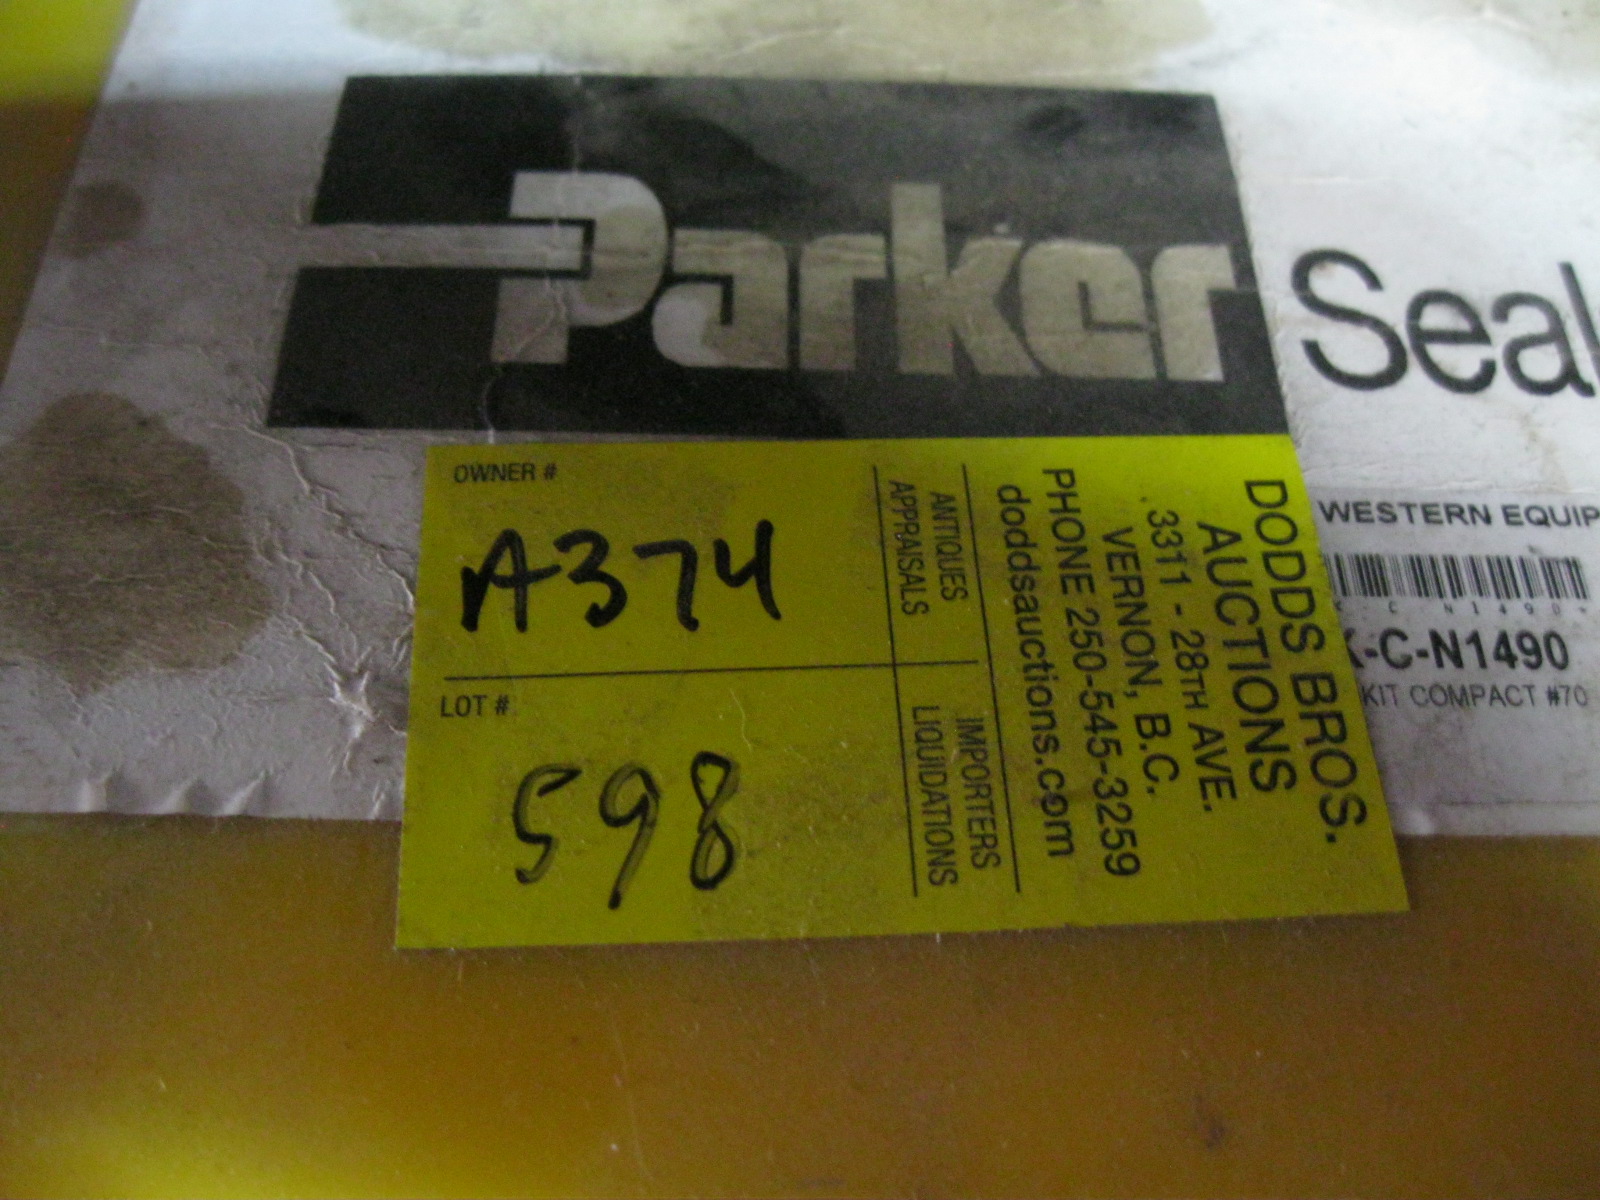 Parker
Seal
WESTERN EQUIP
K-C-N1490
K-C-N1490
KIT COMPACT #70
OWNER #
A374
LOT #
598
ANTIQUES
APPRAISALS
IMPORTERS
LIQUIDATIONS
DODDS BROS.
AUCTIONS
3311 - 28TH AVE.
VERNON, B.C.
PHONE 250-545-3259
doddsauctions.com